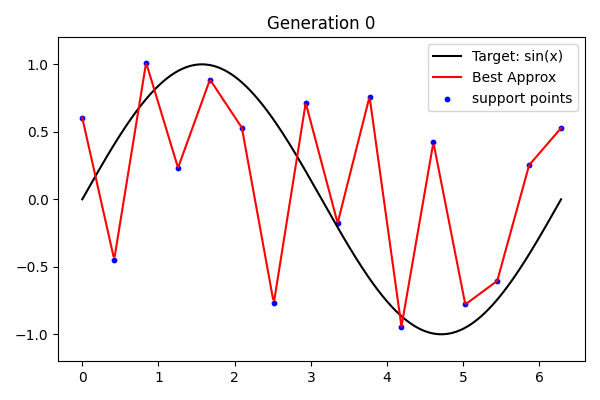 Generation 0
Target: sin(x)
Best Approx
support points
1.0
0.5
0.0
−0.5
−1.0
0 1 2 3 4 5 6